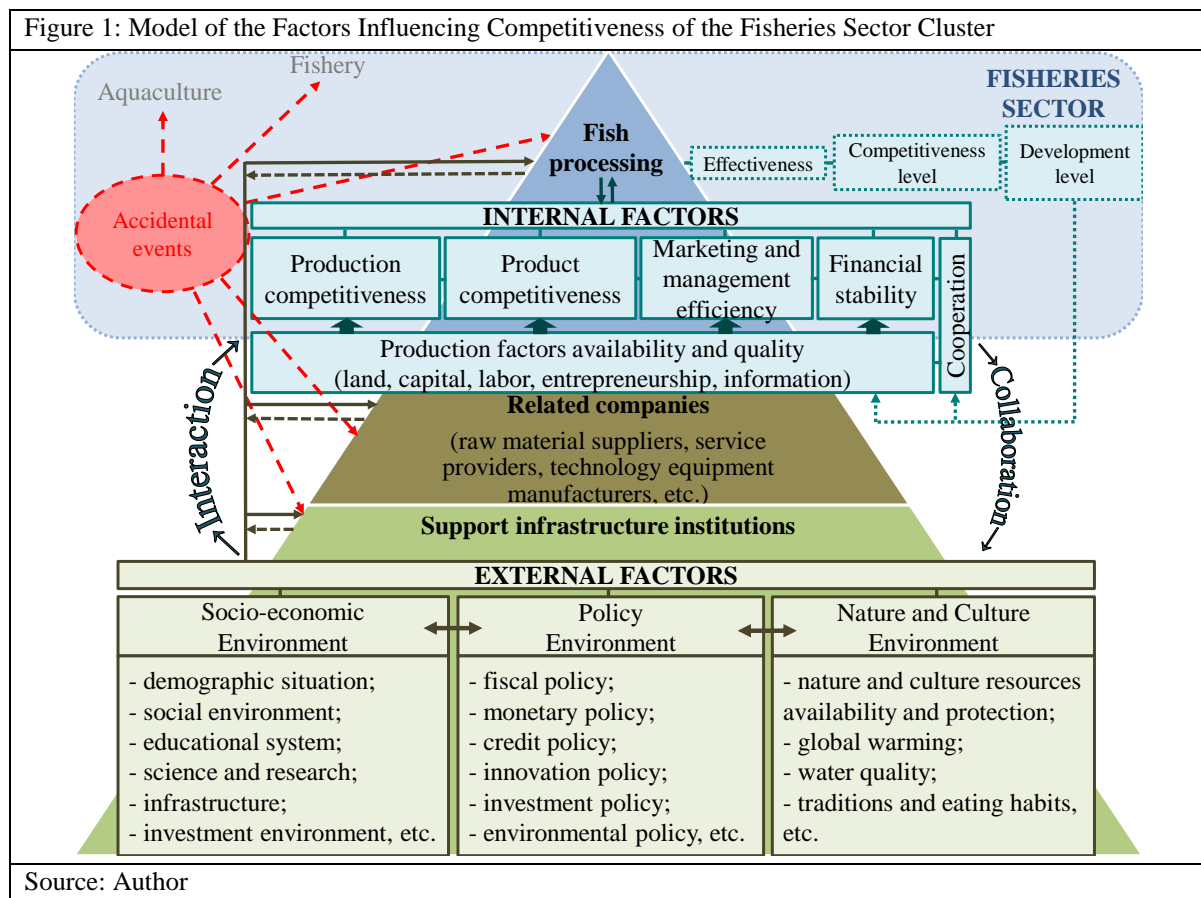 Figure 1: Model of the Factors Influencing Competitiveness of the Fisheries Sector Cluster
Fishery
Aquaculture
FISHERIES
SECTOR
Fish
processing
Effectiveness
Competitiveness
level
Development
level
Accidental
events
INTERNAL FACTORS
Production
competitiveness
Product
competitiveness
Marketing and
management
efficiency
Financial
stability
Cooperation
Production factors availability and quality
(land, capital, labor, entrepreneurship, information)
Interaction
Collaboration
Related companies
(raw material suppliers, service
providers, technology equipment
manufacturers, etc.)
Support infrastructure institutions
EXTERNAL FACTORS
Socio-economic
Environment
- demographic situation;
- social environment;
- educational system;
- science and research;
- infrastructure;
- investment environment, etc.
Policy
Environment
- fiscal policy;
- monetary policy;
- credit policy;
- innovation policy;
- investment policy;
- environmental policy, etc.
Nature and Culture
Environment
- nature and culture resources
availability and protection;
- global warming;
- water quality;
- traditions and eating habits,
etc.
Source: Author